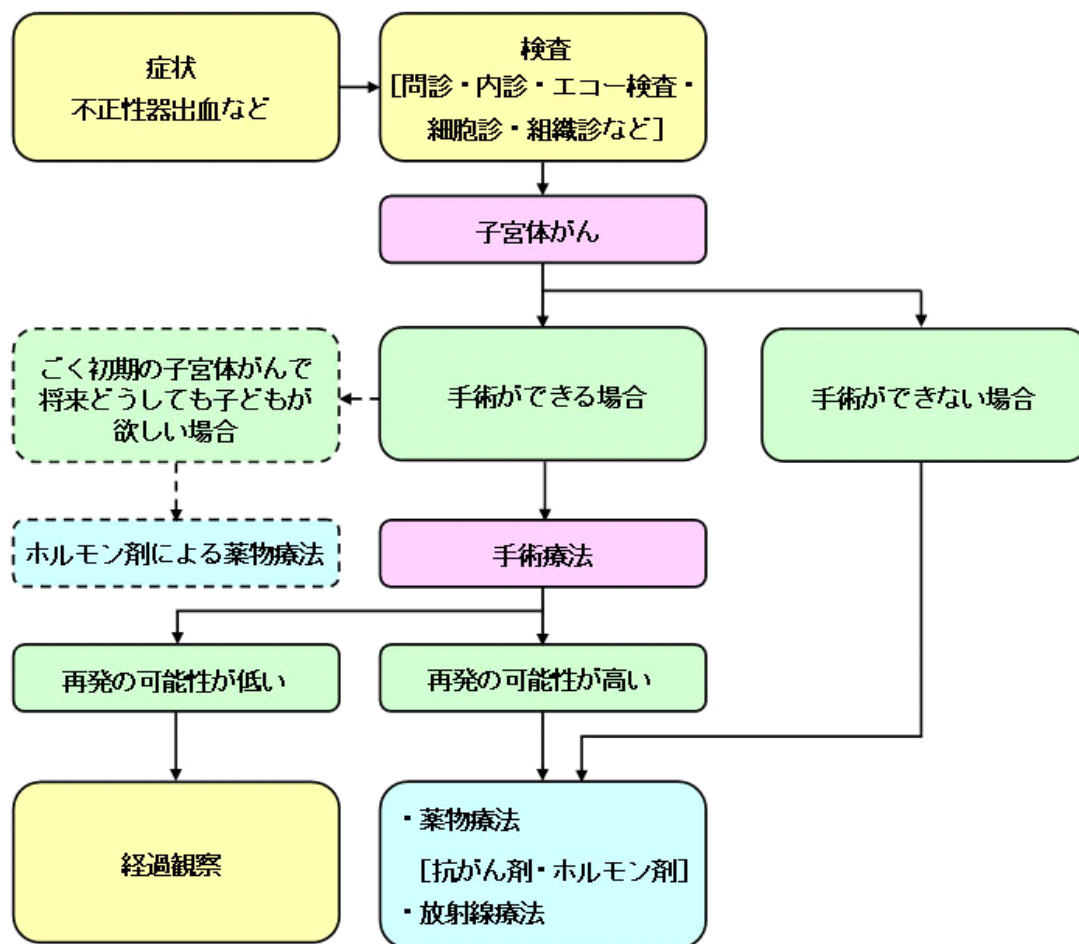 症状
不正性器出血など
検査
[問診・内診・エコー検査・
細胞診・組織診など]
子宮体がん
ごく初期の子宮体がんで
将来どうしても子どもが
欲しい場合
手術ができる場合
手術ができない場合
ホルモン剤による薬物療法
手術療法
再発の可能性が低い
再発の可能性が高い
経過観察
・薬物療法
[抗がん剤・ホルモン剤]
・放射線療法